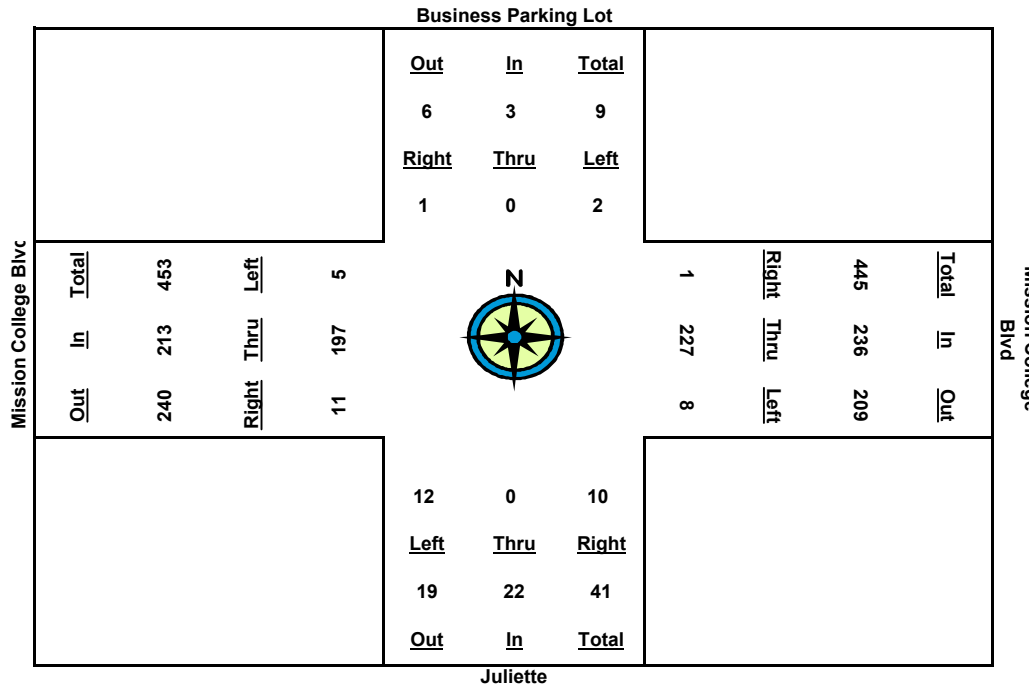 Business Parking Lot
Out In Total
6 3 9
Right Thru Left
1 0 2
Mission College Blvd
Total 453 Left 5
In 213 Thru 197
Out 240 Right 11
N
1 Right 445 Total
227 Thru 236 In
8 Left 209 Out
Mission College
Blvd
12 0 10
Left Thru Right
19 22 41
Out In Total
Juliette